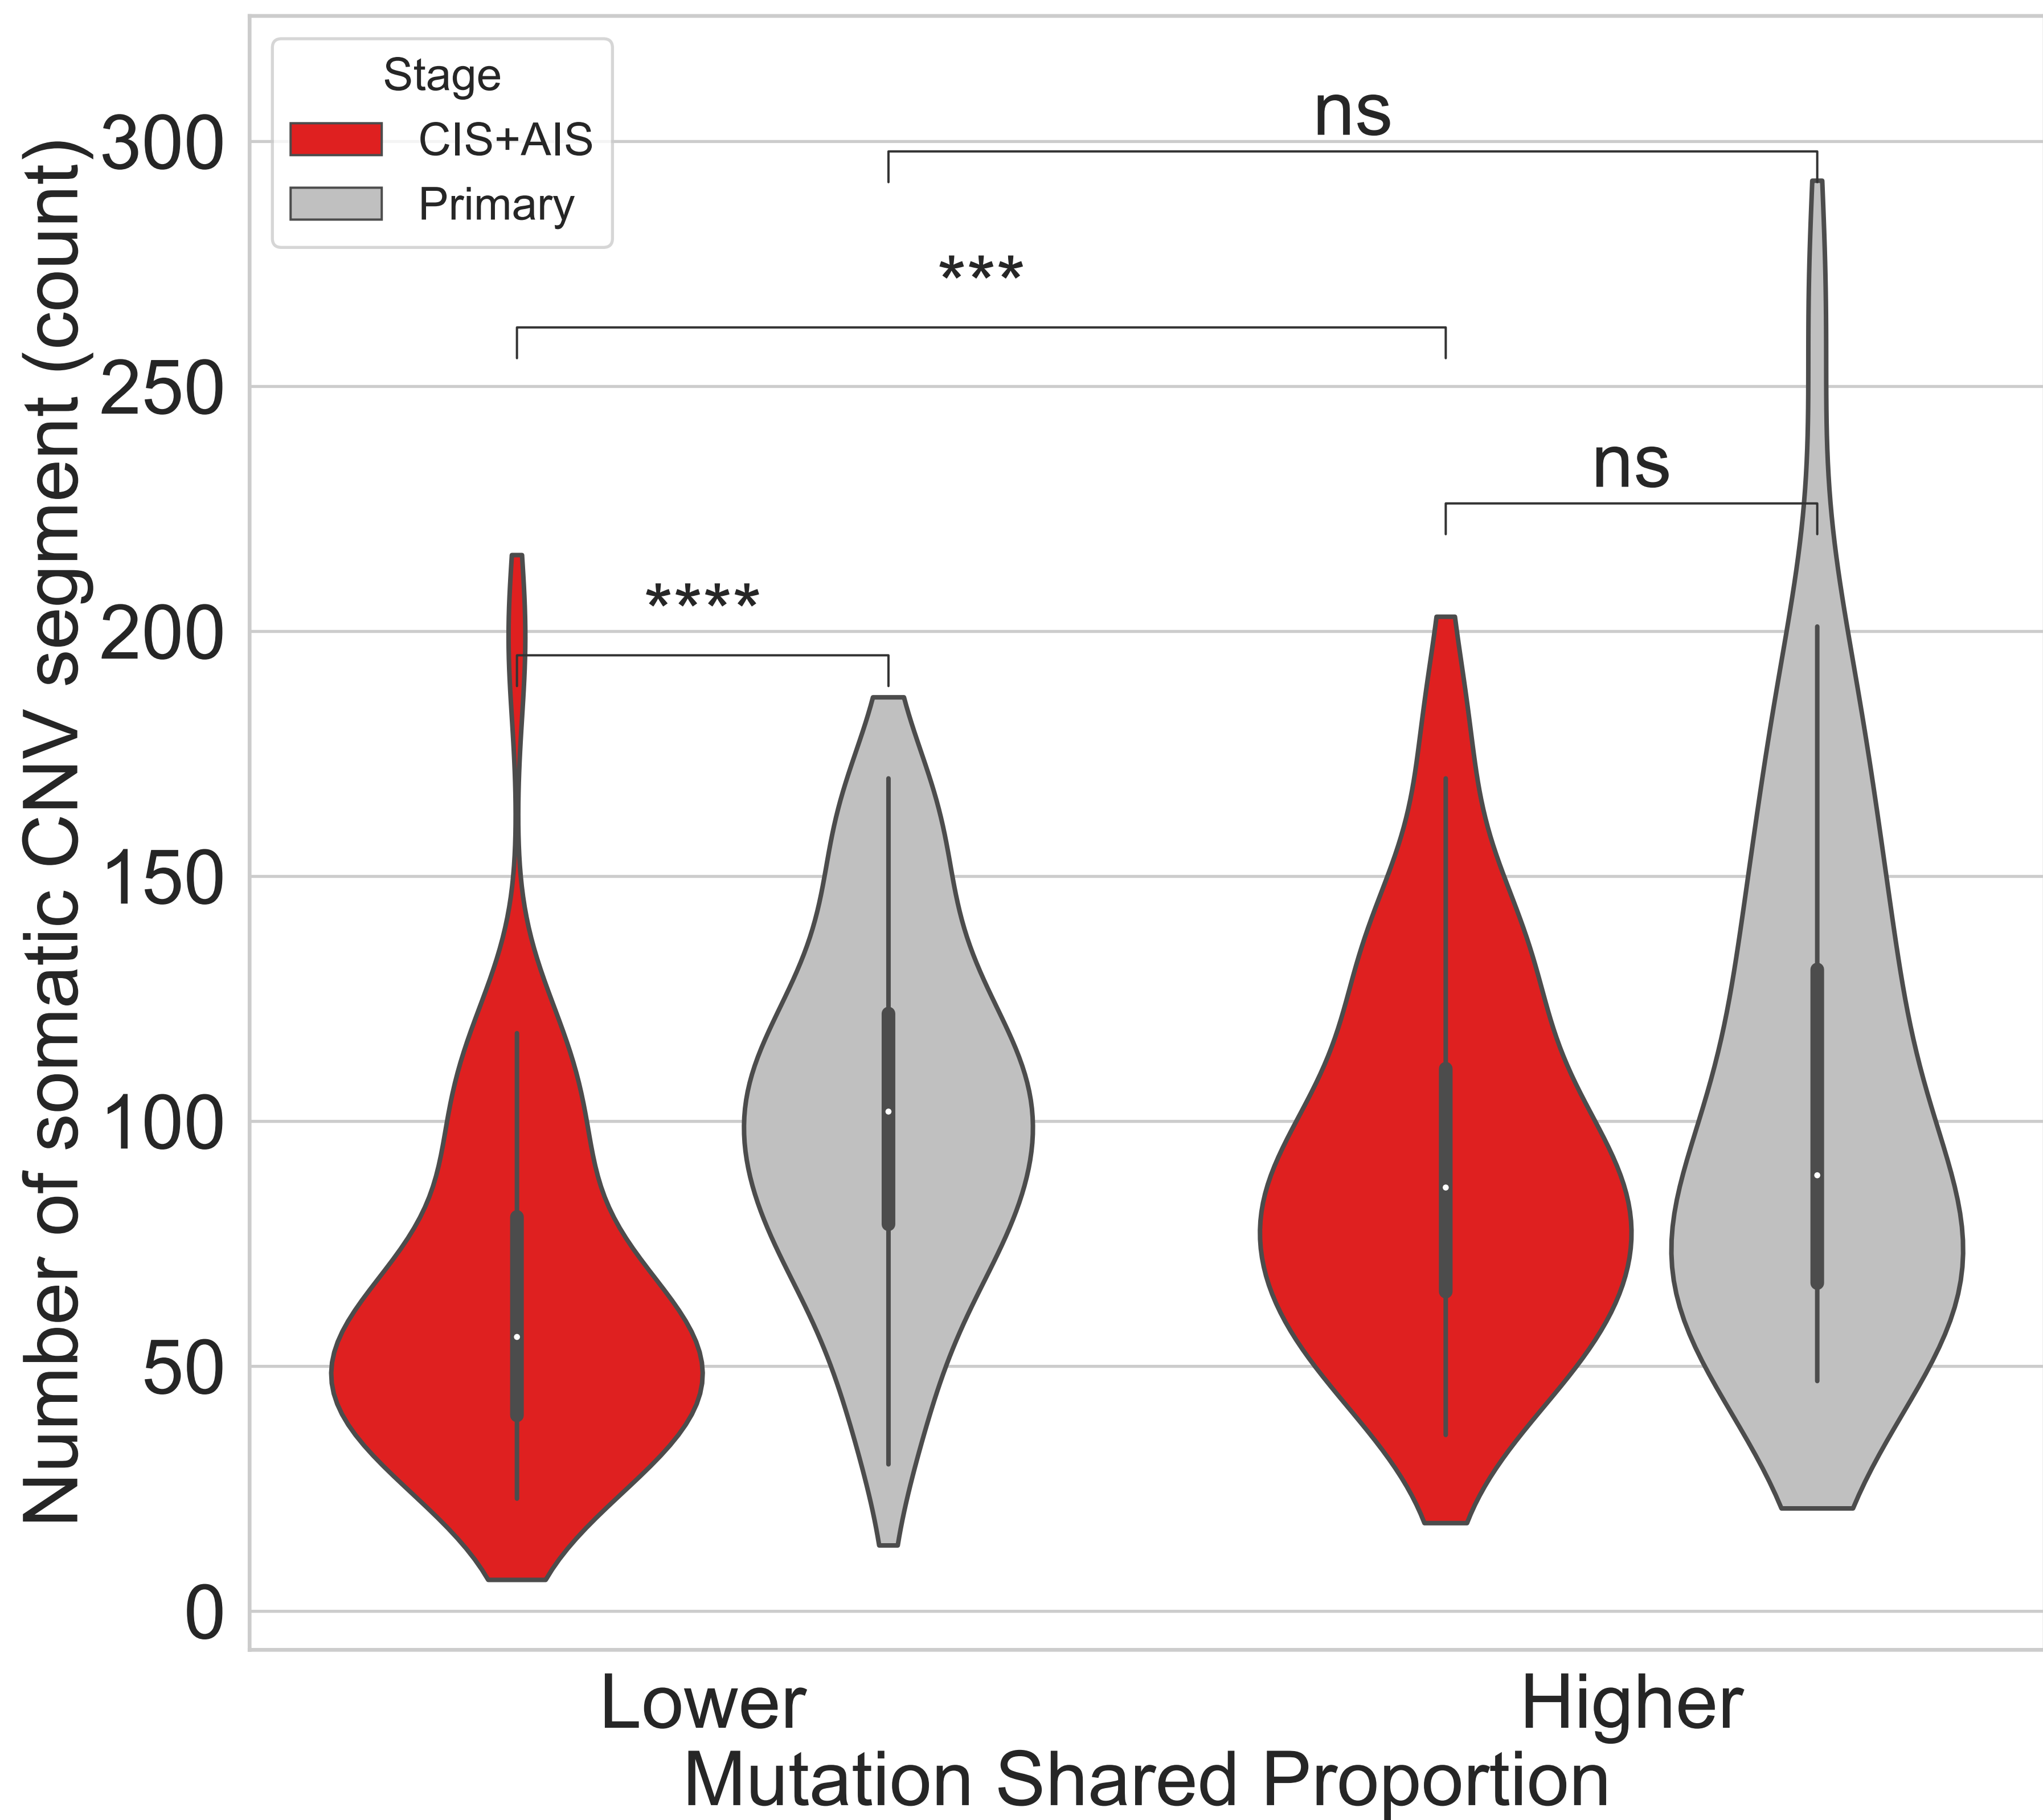 Stage
CIS+AIS
Primary
Number of somatic CNV segment (count)
300
250
200
150
100
50
0
ns
***
ns
****
Lower
Higher
Mutation Shared Proportion